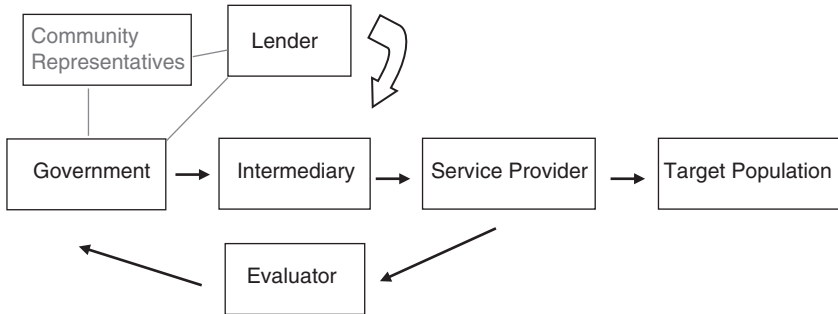 Community
Representatives
Lender
Government
Intermediary
Service Provider
Target Population
Evaluator